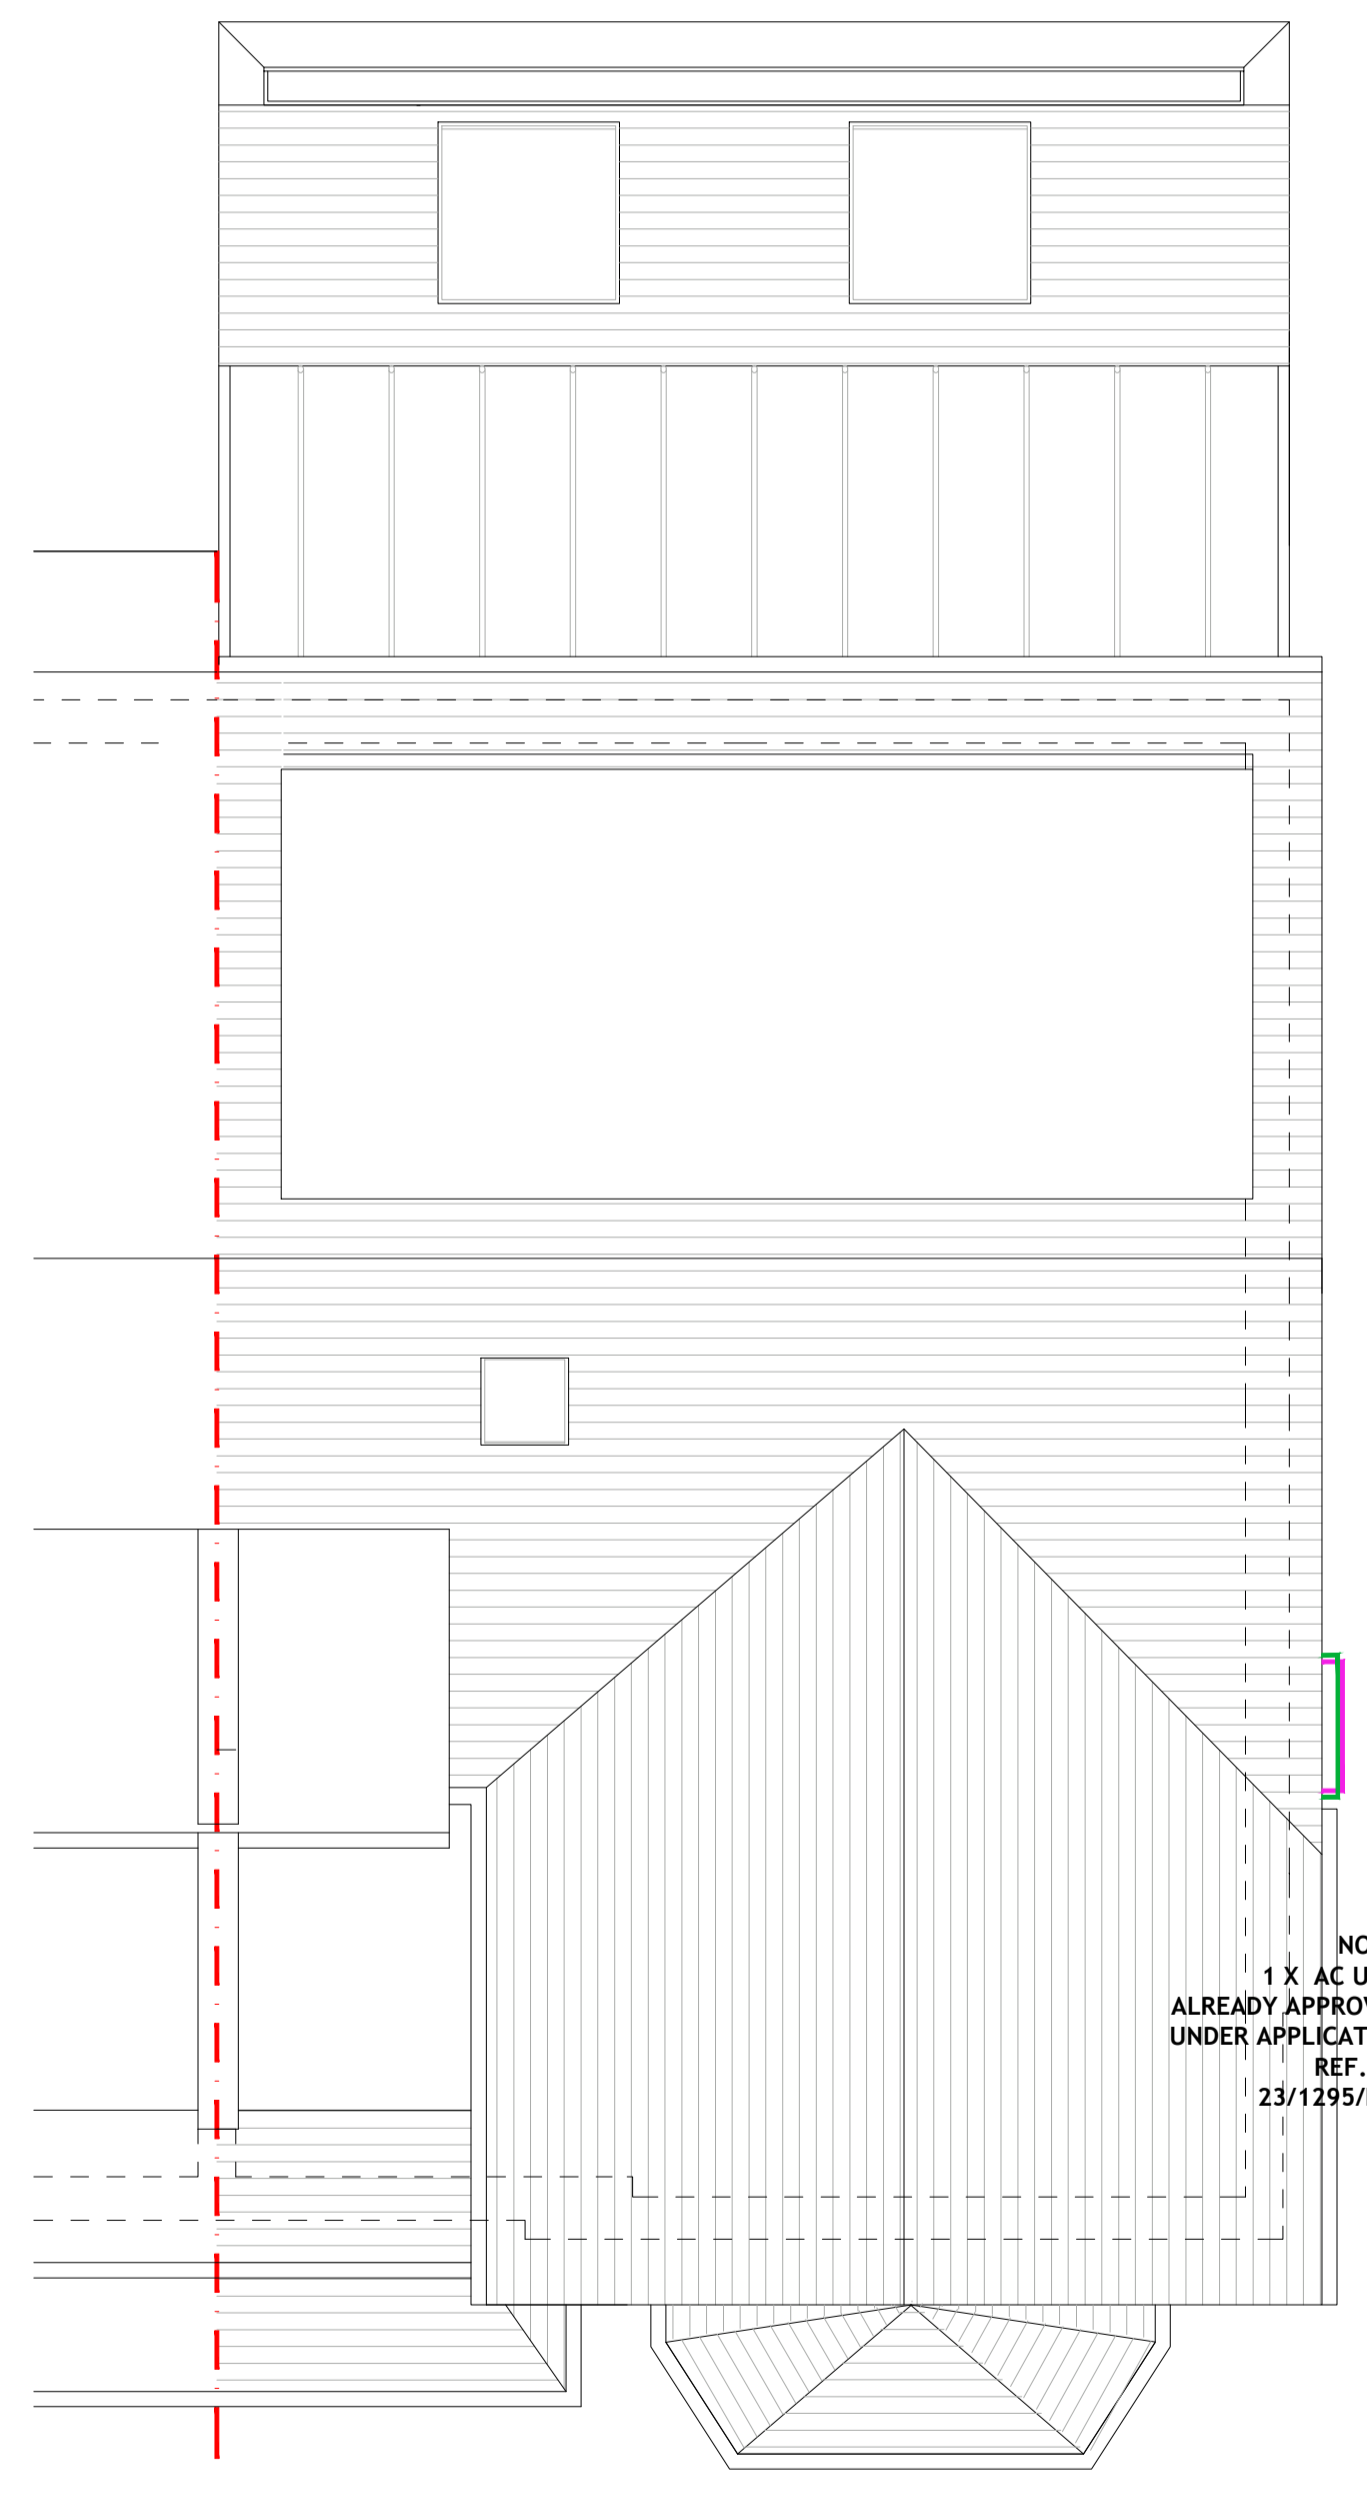 NO
1 X AC U
ALREADY APPROV
UNDER APPLICAT
REF.
23/1295/